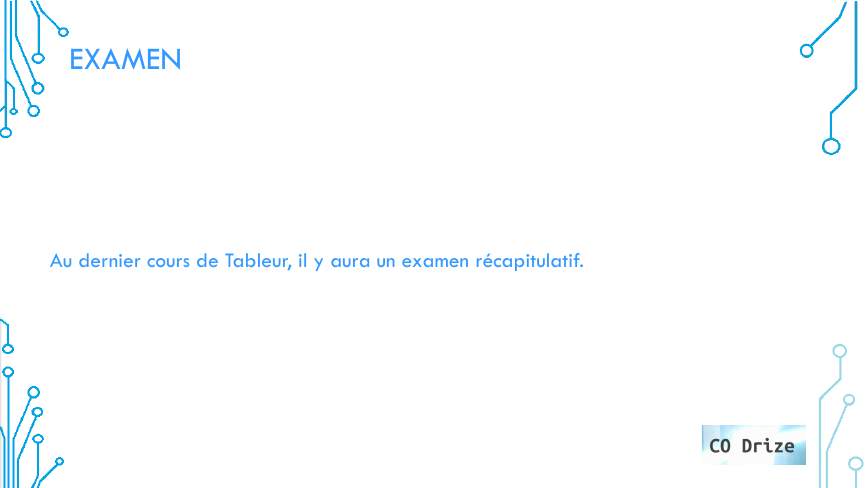 EXAMEN
Au dernier cours de Tableur, il y aura un examen récapitulatif.
CO Drize